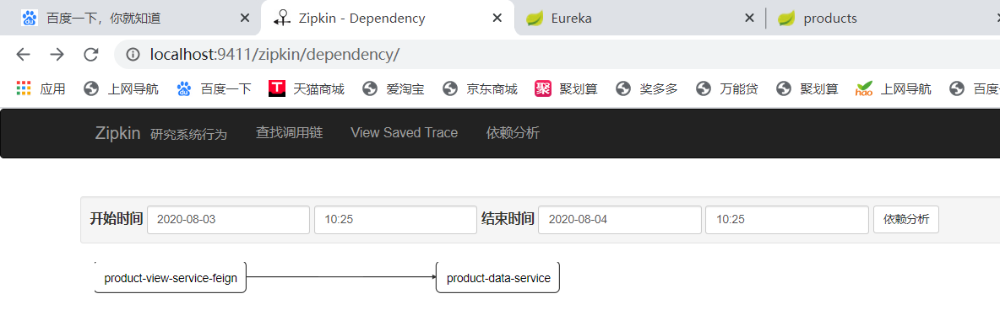 百度一下，你就知道 Zipkin - Dependency Eureka products
localhost:9411/zipkin/dependency/
应用 上网导航 百度一下 天猫商城 爱淘宝 京东商城 聚划算 奖多多 万能贷 聚划算 上网导航 百度
Zipkin 研究系统行为 查找调用链 View Saved Trace 依赖分析
开始时间 2020-08-03 10:25 结束时间 2020-08-04 10:25 依赖分析
product-view-service-feign product-data-service